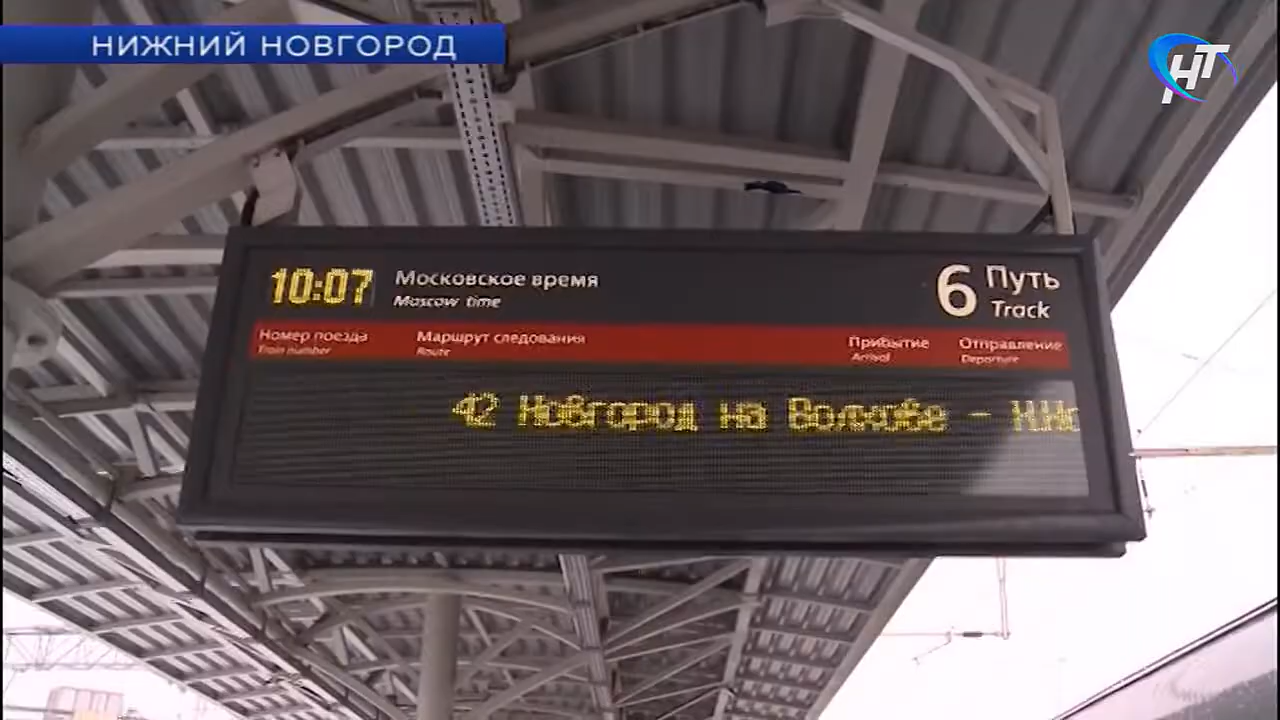 НИЖНИЙ НОВГОРОД
НТ
10:07 Московское время
Moscow time
6 Путь
Track
Номер поезда Маршрут следования Прибытие Отправление
Train number Route Arrival Departure
42 Новгород на Волхове - Н.Но